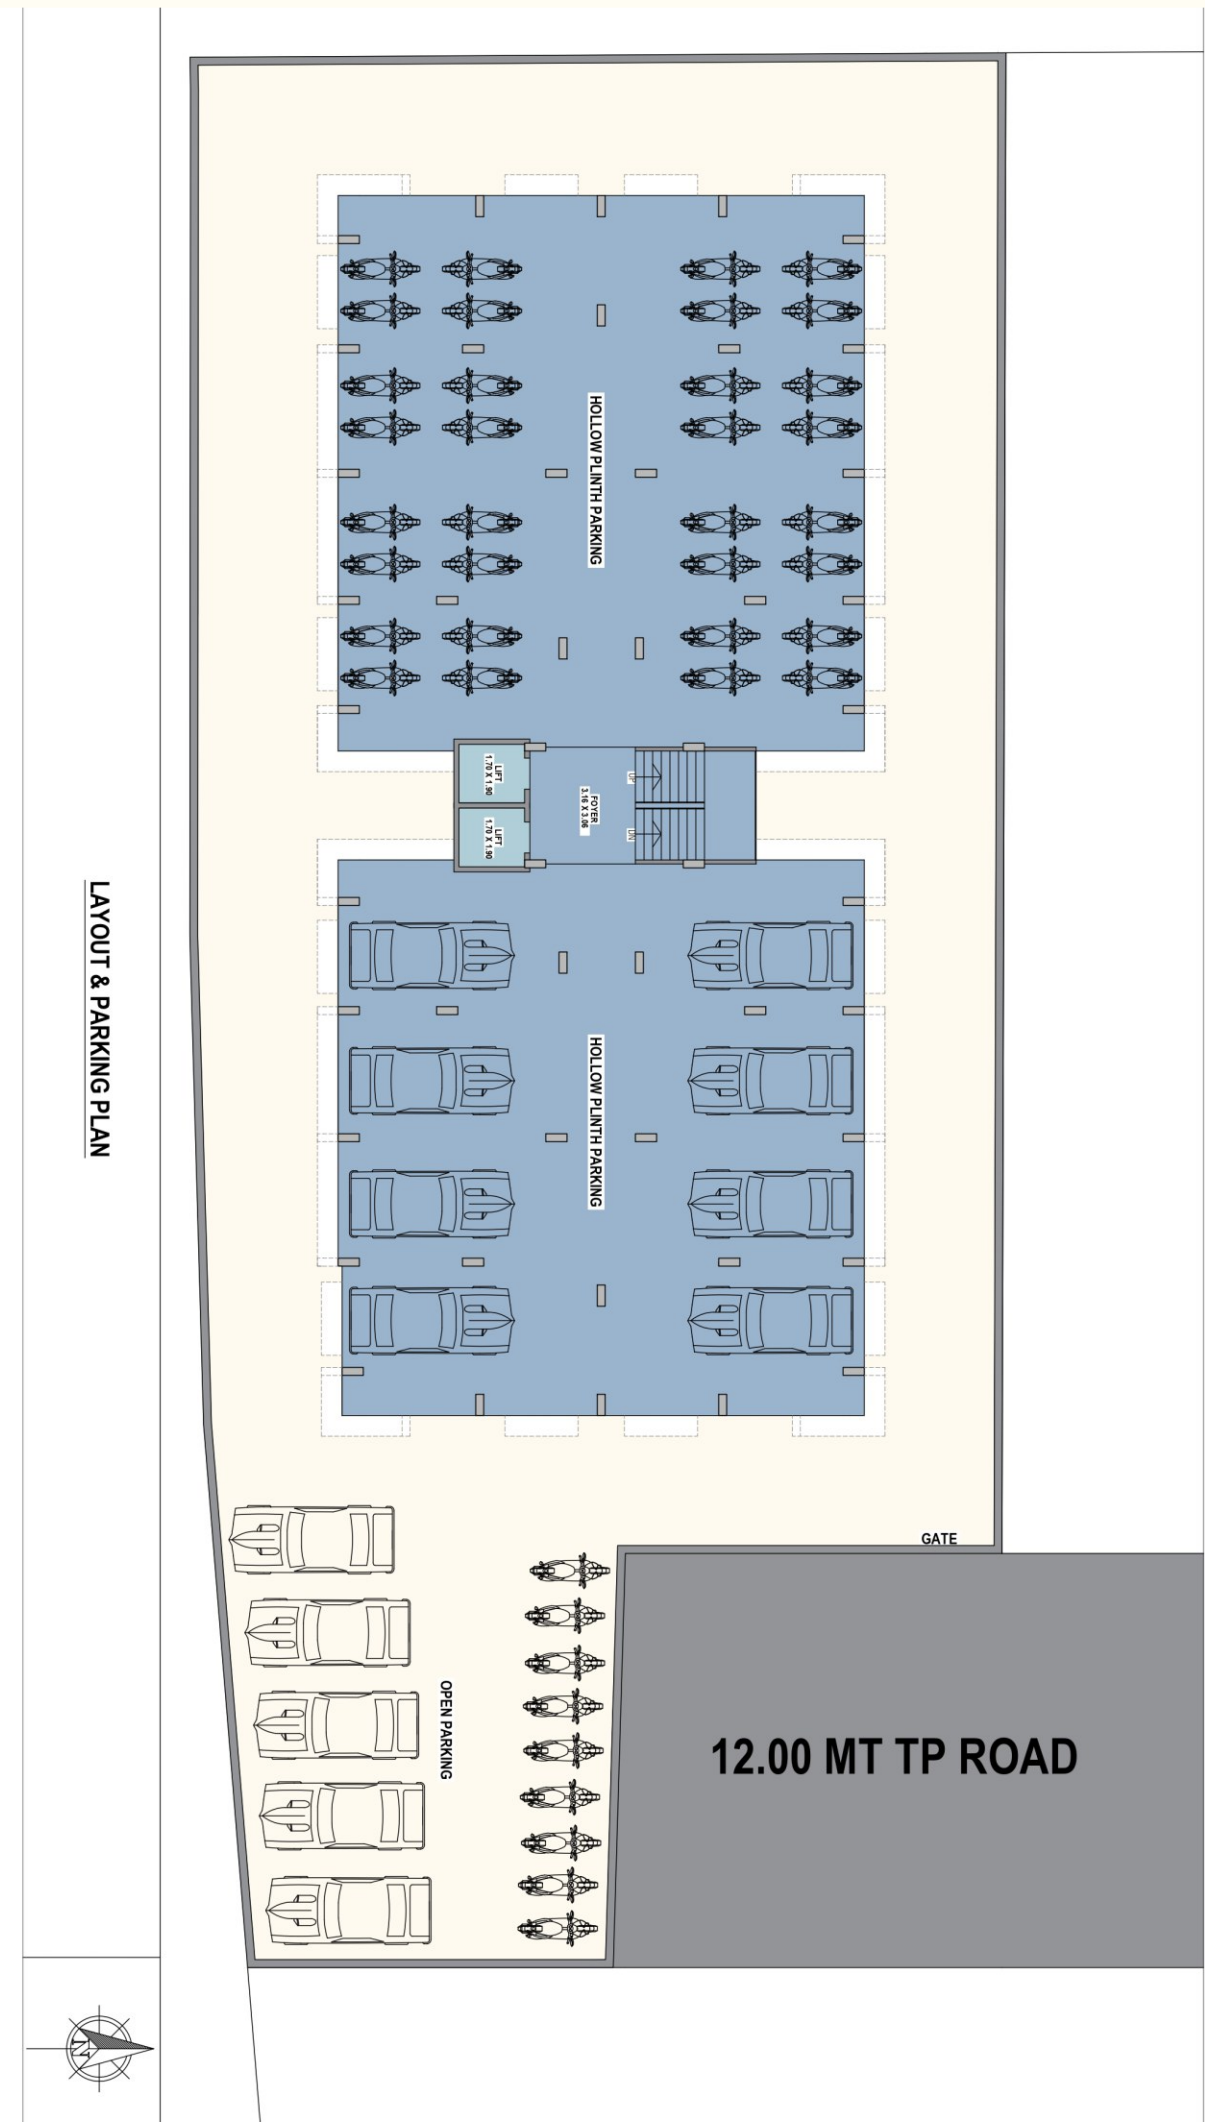 HOLLOW PLINTH PARKING
LIFT
1.70 X 1.90
FOYER
3.16 X 3.06
UP
DN
LIFT
1.70 X 1.90
LAYOUT & PARKING PLAN
HOLLOW PLINTH PARKING
GATE
OPEN PARKING
12.00 MT TP ROAD
N